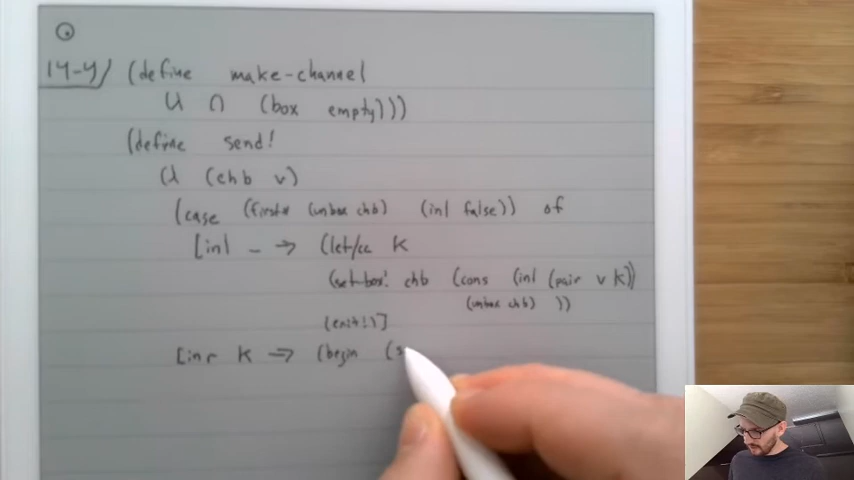 14-4/ (define make-channel
(λ () (box empty)))
(define send!
(λ (chb v)
(case (first* (unbox chb) (inl false)) of
[inl _ → (let/cc k
(set-box! chb (cons (inl (pair v k))
(unbox chb) ))
(exit!)]
[inr k → (begin (s